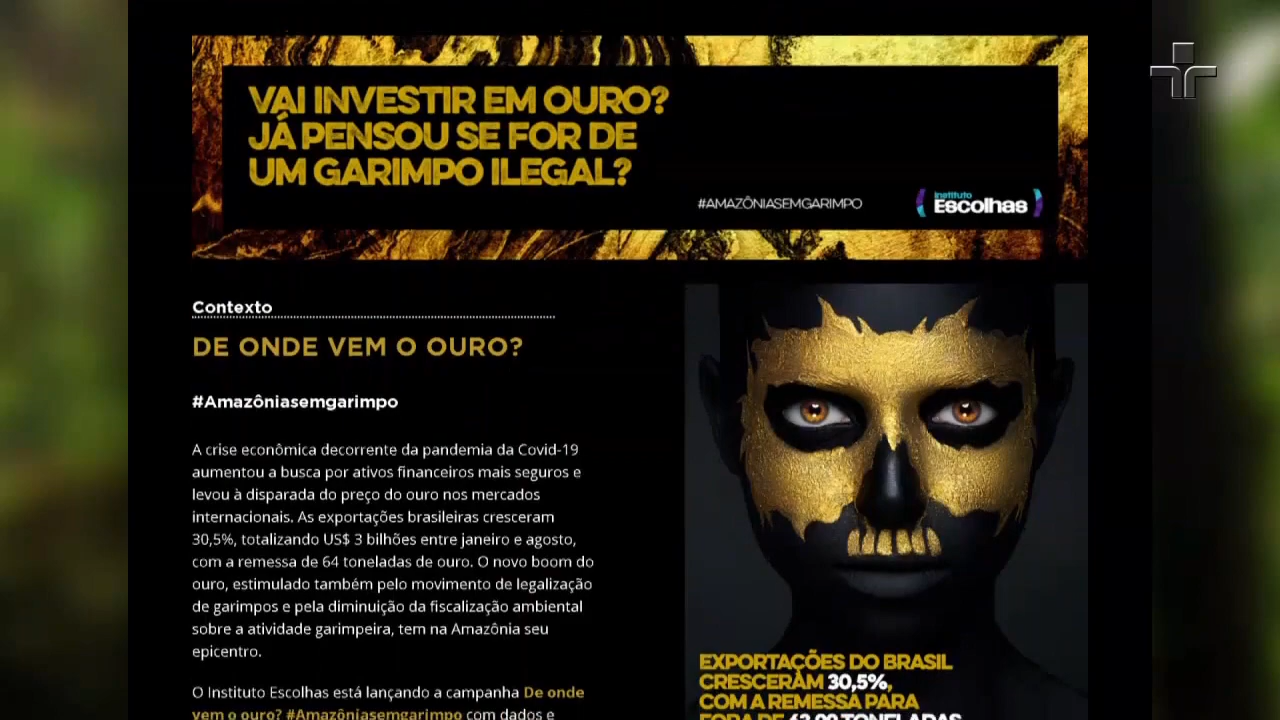 VAI INVESTIR EM OURO?
JÁ PENSOU SE FOR DE
UM GARIMPO ILEGAL?
#AMAZÔNIASEMGARIMPO
instituto
Escolhas
Contexto
DE ONDE VEM O OURO?
#Amazôniasemgarimpo
A crise econômica decorrente da pandemia da Covid-19
aumentou a busca por ativos financeiros mais seguros e
levou à disparada do preço do ouro nos mercados
internacionais. As exportações brasileiras cresceram
30,5%, totalizando US$ 3 bilhões entre janeiro e agosto,
com a remessa de 64 toneladas de ouro. O novo boom do
ouro, estimulado também pelo movimento de legalização
de garimpos e pela diminuição da fiscalização ambiental
sobre a atividade garimpeira, tem na Amazônia seu
epicentro.
O Instituto Escolhas está lançando a campanha De onde
vem o ouro? #Amazôniasemgarimpo com dados e
EXPORTAÇÕES DO BRASIL
CRESCERAM 30,5%,
COM A REMESSA PARA
FORA DE 63,99 TONELADAS